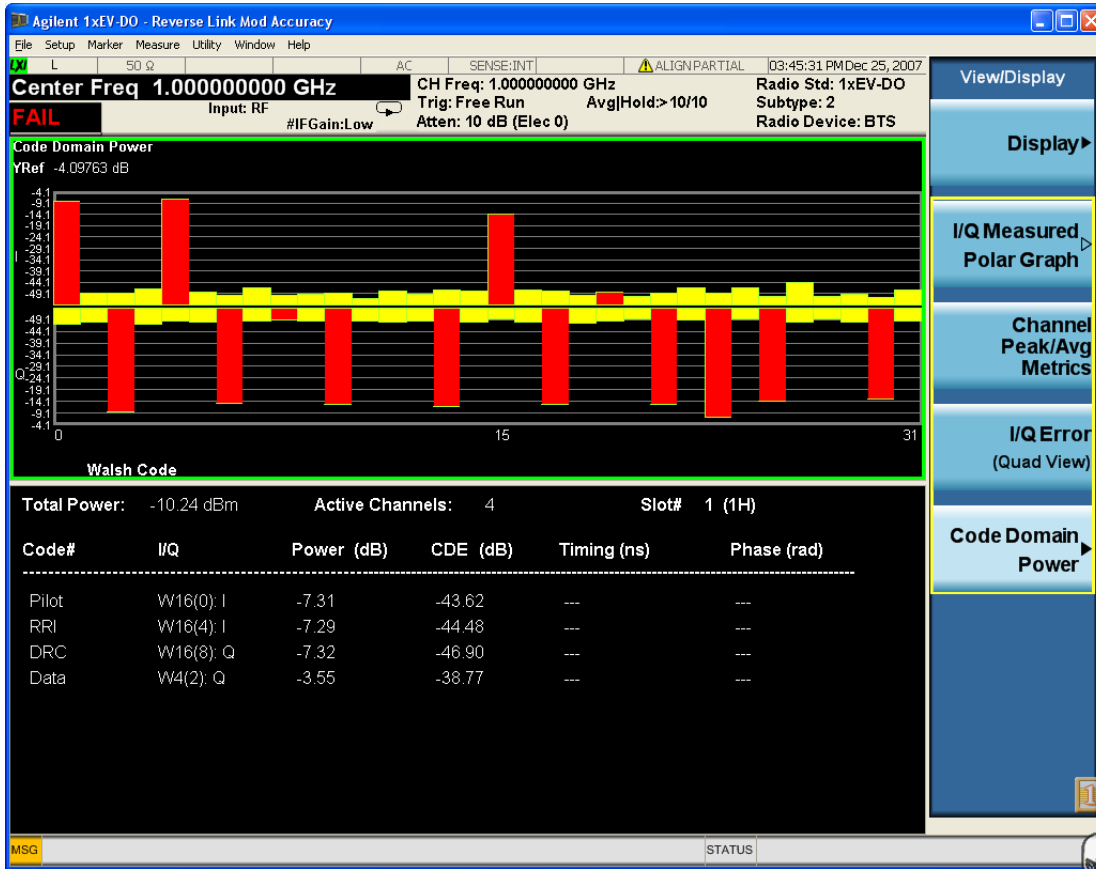 Agilent 1xEV-DO - Reverse Link Mod Accuracy
File Setup Marker Measure Utility Window Help
LXI L 50 Ω AC SENSE:INT ALIGN PARTIAL 03:45:31 PM Dec 25, 2007
Center Freq 1.000000000 GHz
CH Freq: 1.000000000 GHz
Radio Std: 1xEV-DO
Input: RF
Trig: Free Run Avg|Hold:> 10/10
Subtype: 2
FAIL
#IFGain:Low
Atten: 10 dB (Elec 0)
Radio Device: BTS
Code Domain Power
YRef -4.09763 dB
-4.1
-9.1
-14.1
-19.1
-24.1
-29.1
I
-34.1
-39.1
-44.1
-49.1
-49.1
-44.1
-39.1
-34.1
-29.1
Q
-24.1
-19.1
-14.1
-9.1
-4.1
0 15 31
Walsh Code
Total Power: -10.24 dBm Active Channels: 4 Slot# 1 (1H)
Code# I/Q Power (dB) CDE (dB) Timing (ns) Phase (rad)
Pilot W16(0): I -7.31 -43.62 --- ---
RRI W16(4): I -7.29 -44.48 --- ---
DRC W16(8): Q -7.32 -46.90 --- ---
Data W4(2): Q -3.55 -38.77 --- ---
View/Display
Display
I/Q Measured
Polar Graph
Channel
Peak/Avg
Metrics
I/Q Error
(Quad View)
Code Domain
Power
1
MSG STATUS